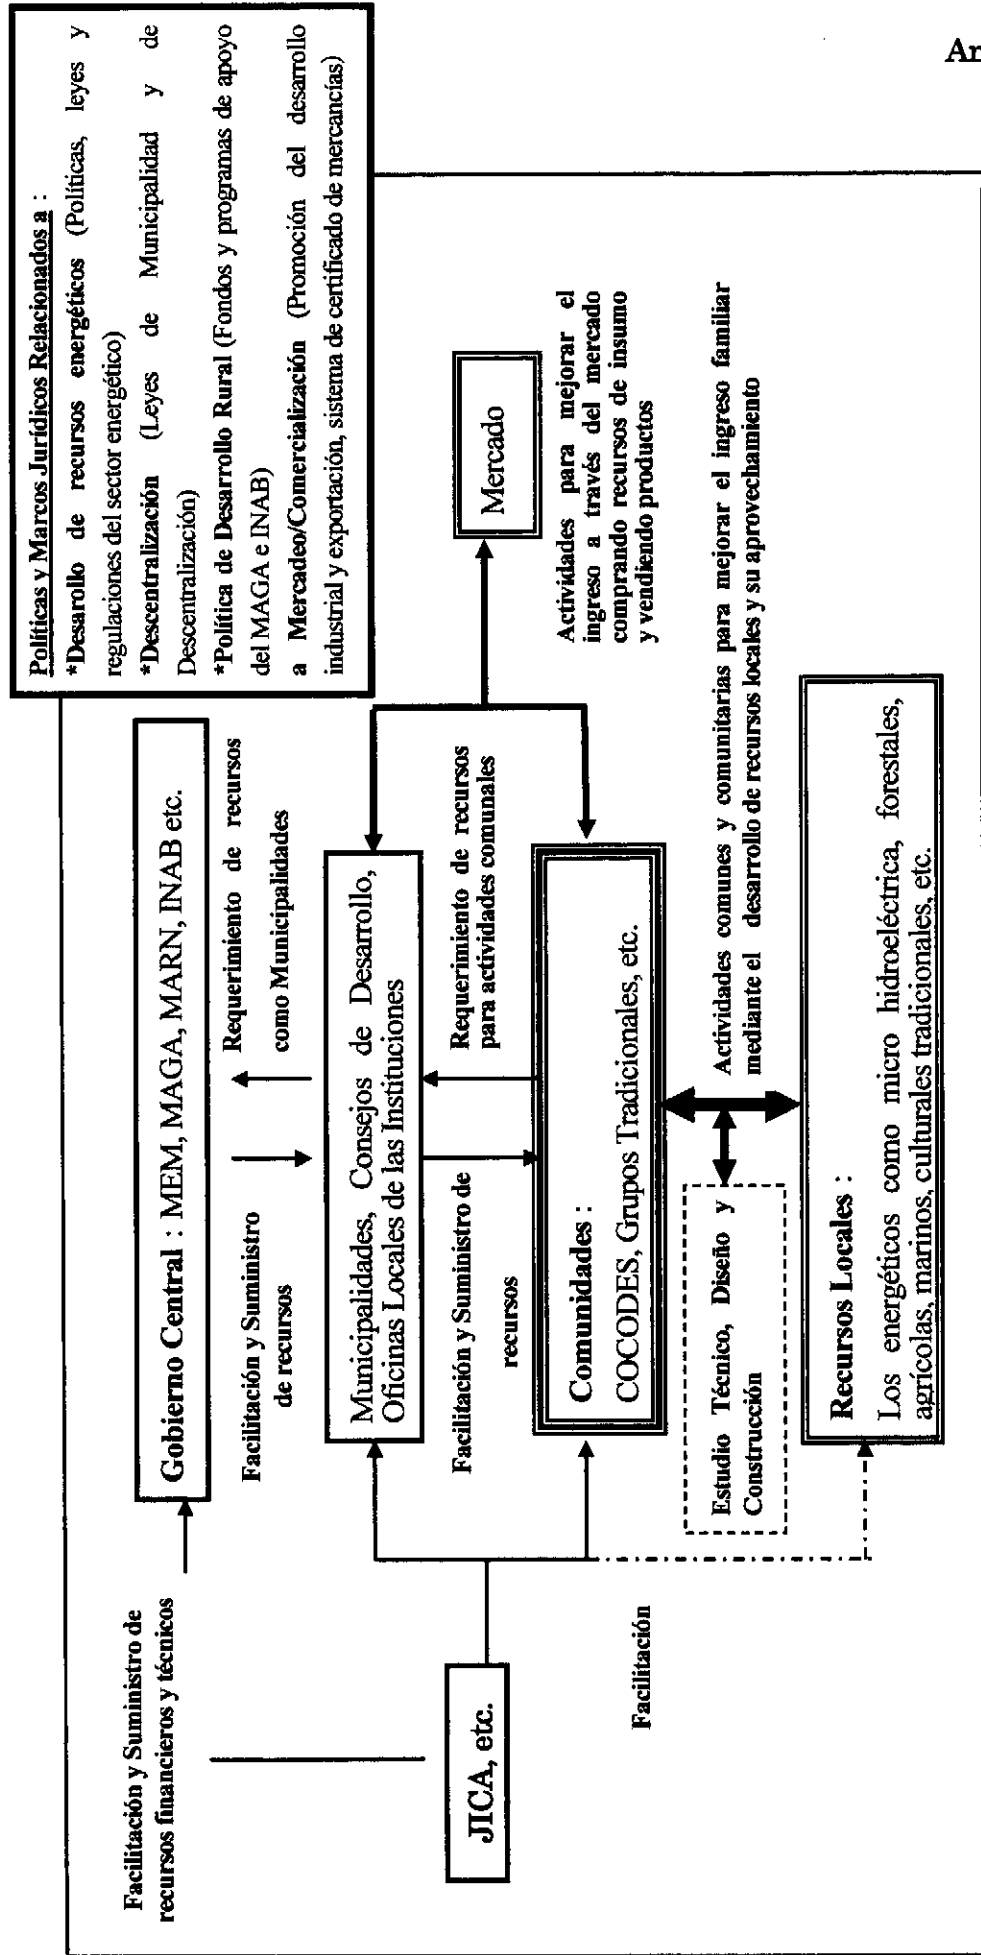 Políticas y Marcos Jurídicos Relacionados a :
*Desarollo de recursos energéticos (Políticas, leyes y
regulaciones del sector energético)
*Descentralización (Leyes de Municipalidad y de
Descentralización)
*Política de Desarrollo Rural (Fondos y programas de apoyo
del MAGA e INAB)
a Mercadeo/Comercialización (Promoción del desarrollo
industrial y exportación, sistema de certificado de mercancías)
Facilitación y Suministro de
recursos financieros y técnicos
Gobierno Central : MEM, MAGA, MARN, INAB etc.
Facilitación y Suministro
de recursos
Requerimiento de recursos
como Municipalidades
Municipalidades, Consejos de Desarrollo,
Oficinas Locales de las Instituciones
Mercado
JICA, etc.
Facilitación y Suministro de
recursos
Requerimiento de recursos
para actividades comunales
Actividades para mejorar el
ingreso a través del mercado
comprando recursos de insumo
y vendiendo productos
Comunidades :
COCODES, Grupos Tradicionales, etc.
Facilitación
Estudio Técnico, Diseño y
Construcción
Actividades comunes y comunitarias para mejorar el ingreso familiar
mediante el desarrollo de recursos locales y su aprovechamiento
Recursos Locales :
Los energéticos como micro hidroeléctrica, forestales,
agrícolas, marinos, culturales tradicionales, etc.